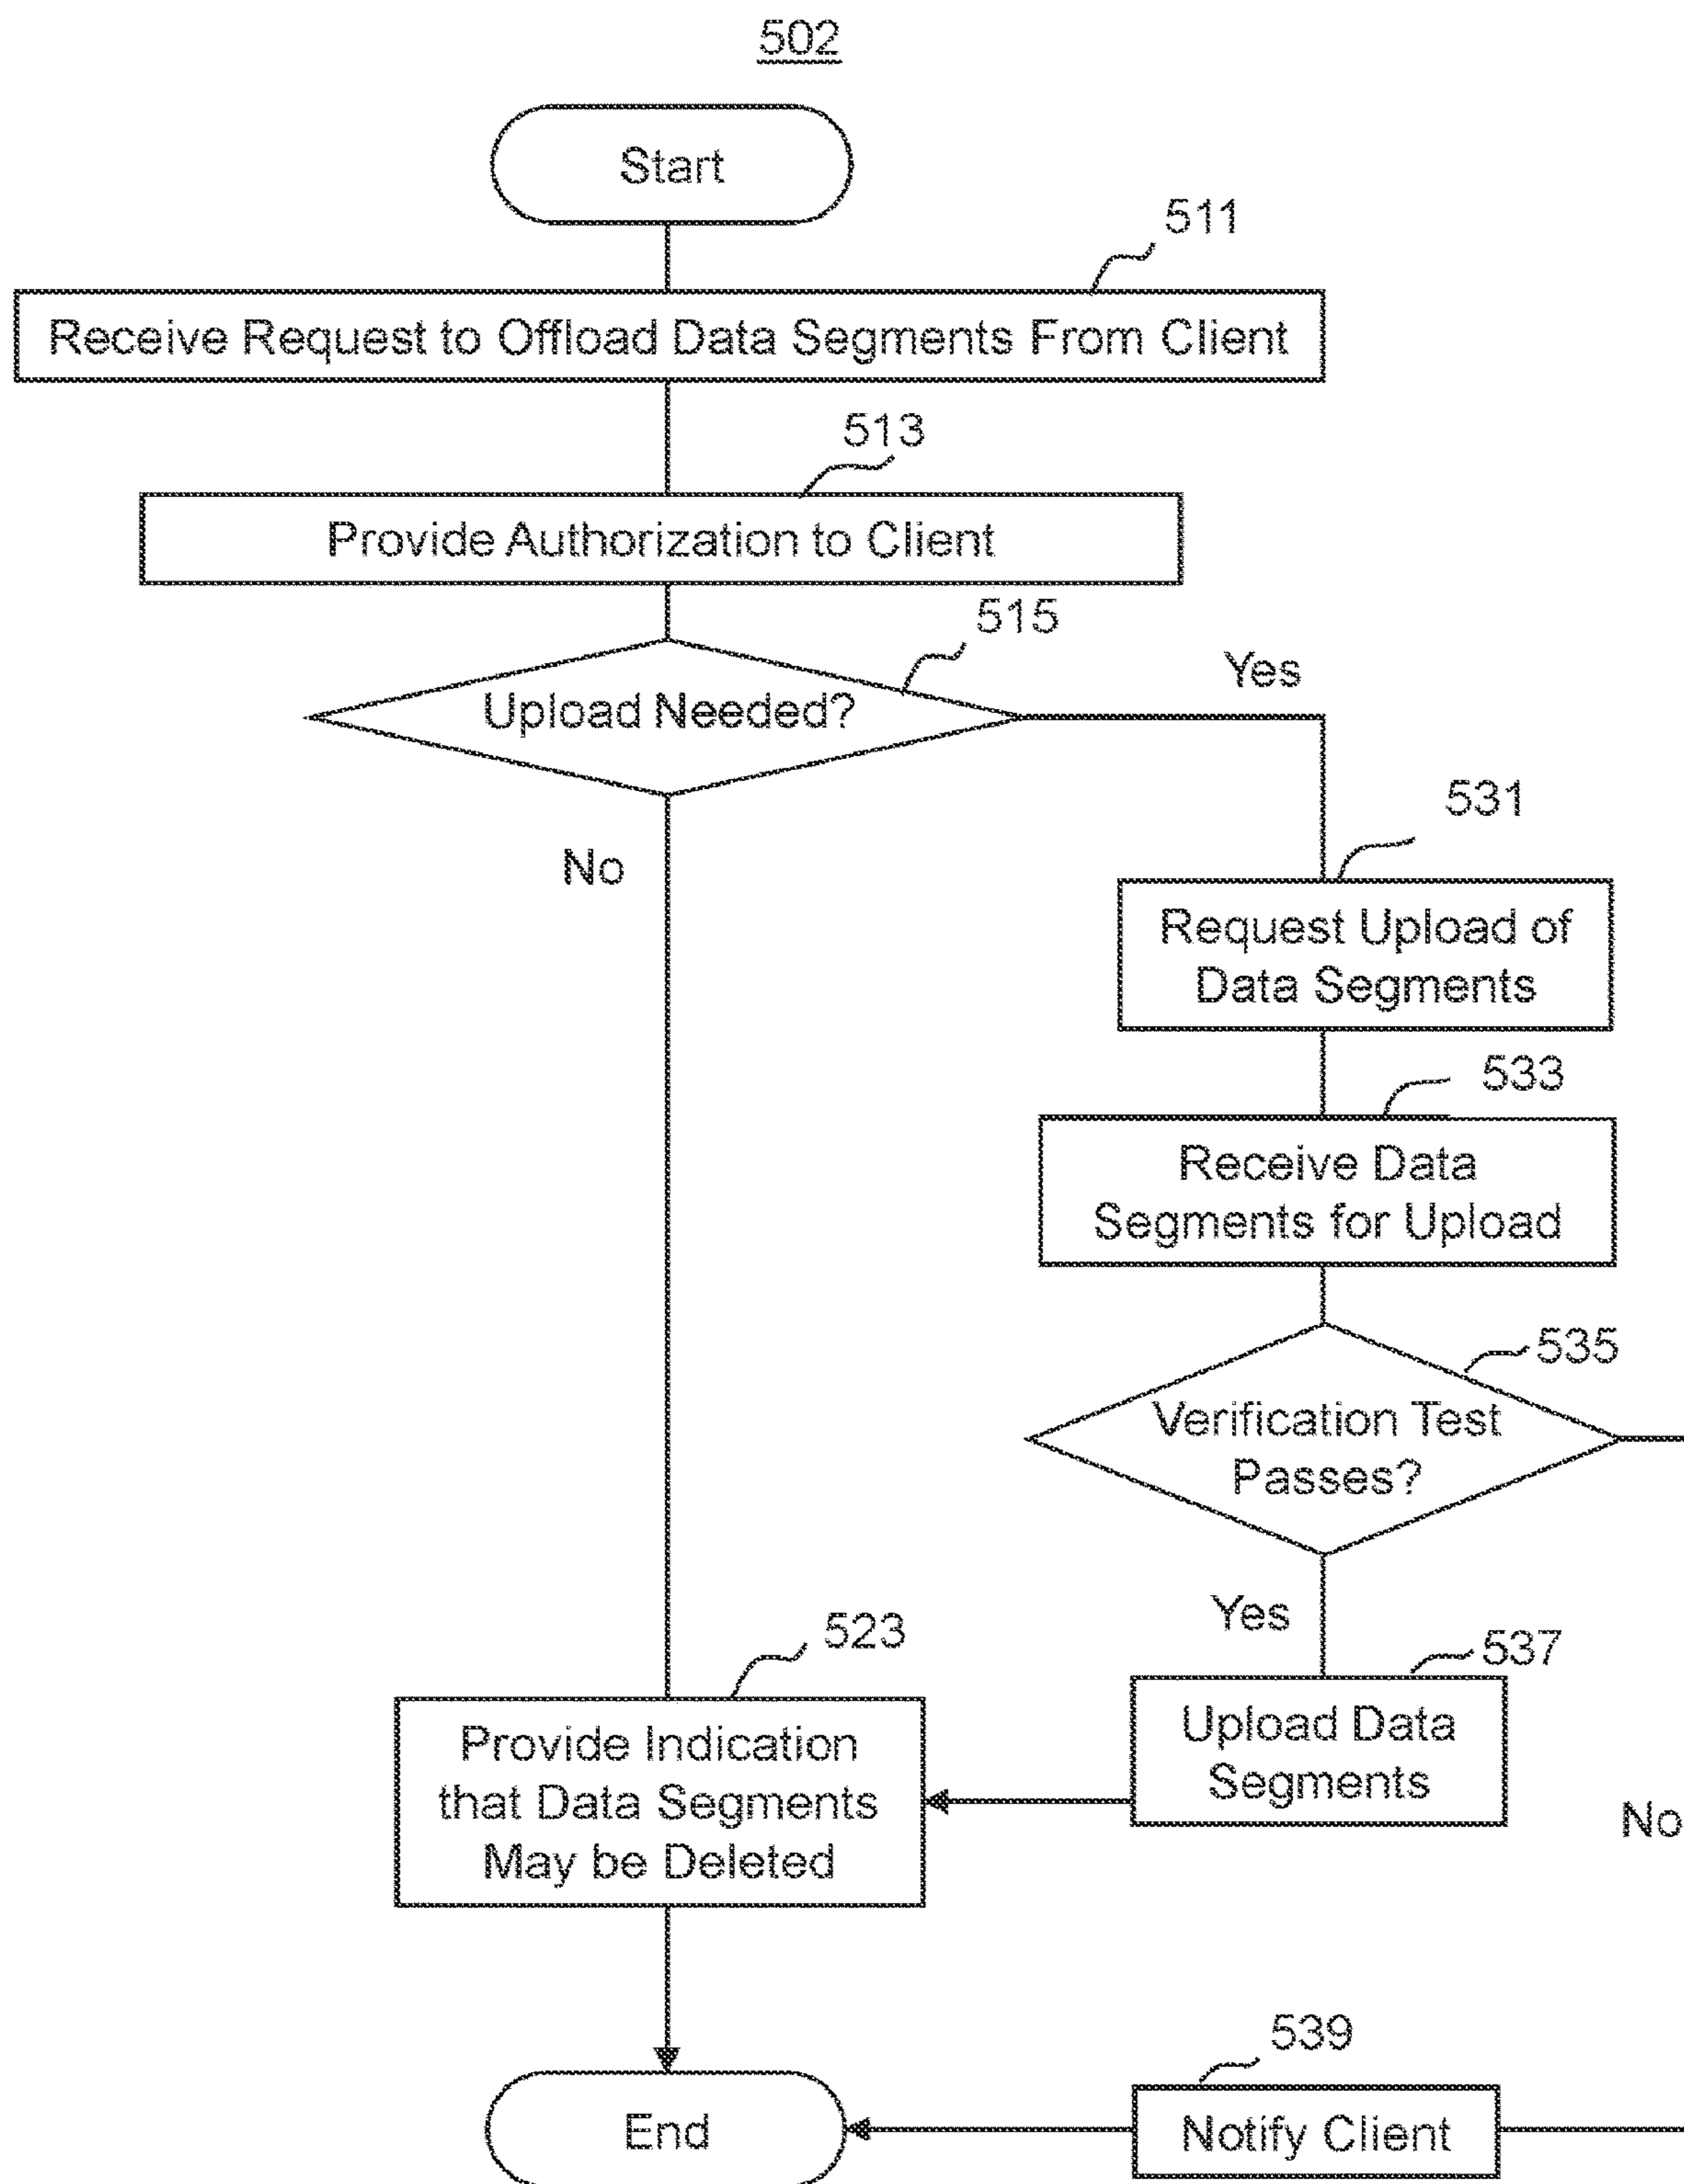 502
Start
511
Receive Request to Offload Data Segments From Client
513
Provide Authorization to Client
515
Upload Needed?
Yes
No
531
Request Upload of
Data Segments
533
Receive Data
Segments for Upload
535
Verification Test
Passes?
Yes
No
537
Upload Data
Segments
523
Provide Indication
that Data Segments
May be Deleted
539
Notify Client
End